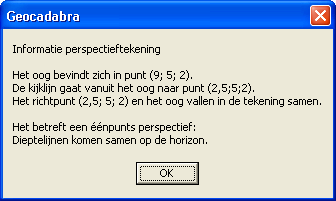 Geocadabra
Informatie perspectieftekening
Het oog bevindt zich in punt (9; 5; 2).
De kijklijn gaat vanuit het oog naar punt (2,5;5;2).
Het richtpunt (2,5; 5; 2) en het oog vallen in de tekening samen.
Het betreft een éénpunts perspectief:
Dieptelijnen komen samen op de horizon.
OK